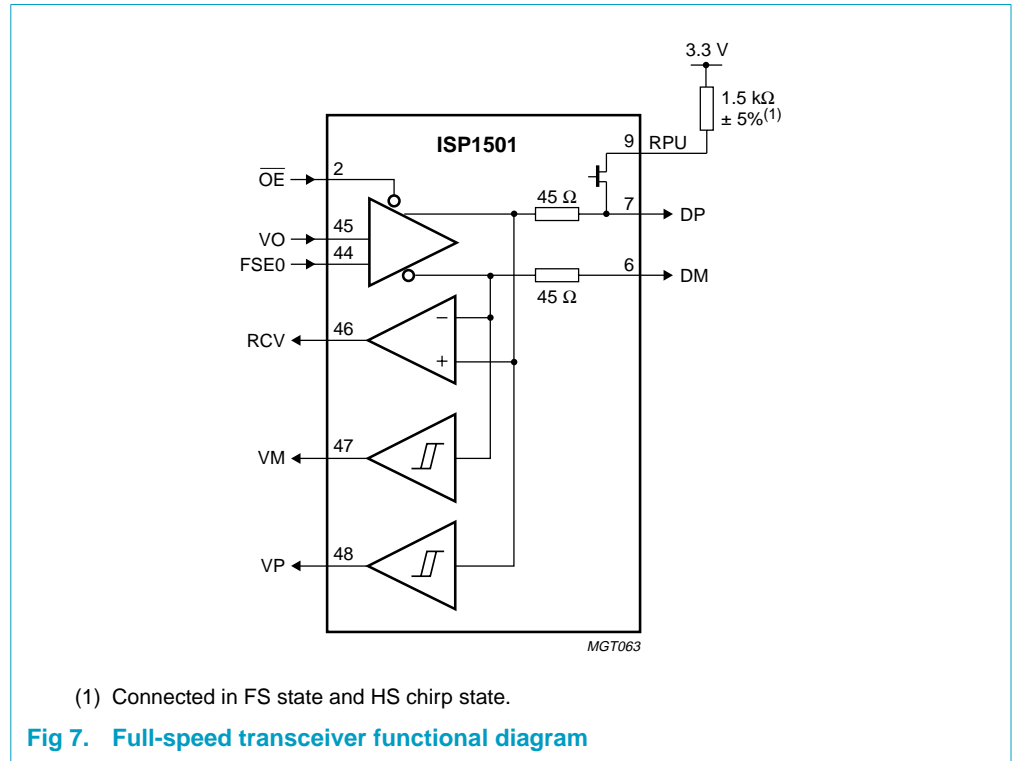 3.3 V
1.5 kΩ
± 5%(1)
ISP1501
9 RPU
OE 2
45 Ω
7 DP
VO 45
FSE0 44
6 DM
45 Ω
−
RCV 46
+
VM 47
VP 48
MGT063
(1) Connected in FS state and HS chirp state.
Fig 7. Full-speed transceiver functional diagram